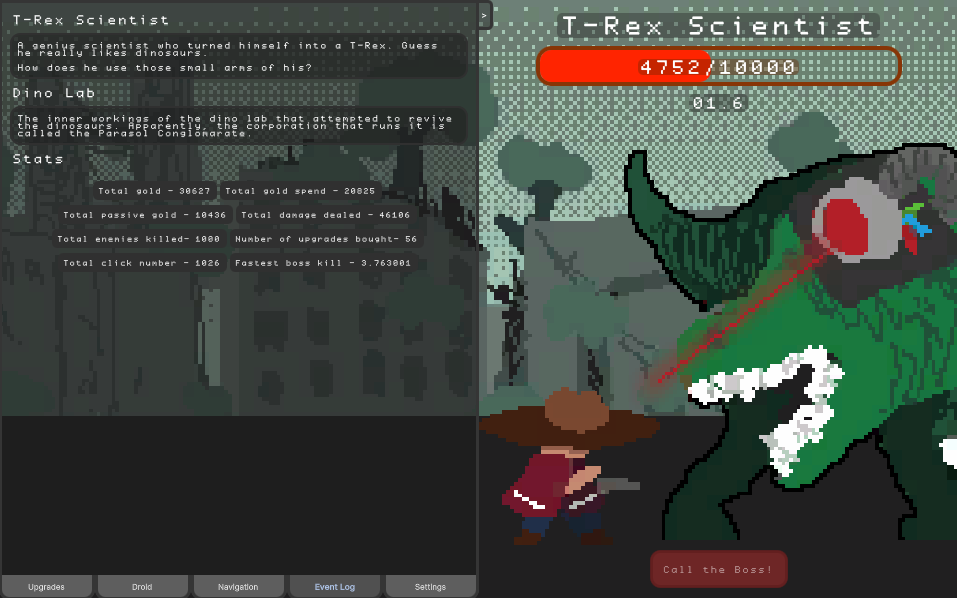 T-Rex Scientist
A genius scientist who turned himself into a T-Rex. Guess
he really likes dinosaurs.
How does he use those small arms of his?
Dino Lab
The inner workings of the dino lab that attempted to revive
the dinosaurs. Apparently, the corporation that runs it is
called the Parasol Conglomarate.
Stats
Total gold - 30627 Total gold spend - 20825
Total passive gold - 10436 Total damage dealed - 46106
Total enemies killed- 1000 Number of upgrades bought- 56
Total click number - 1026 Fastest boss kill - 3.763001
Upgrades Droid Navigation Event Log Settings
>
T-Rex Scientist
4752/10000
01 6
Call the Boss!